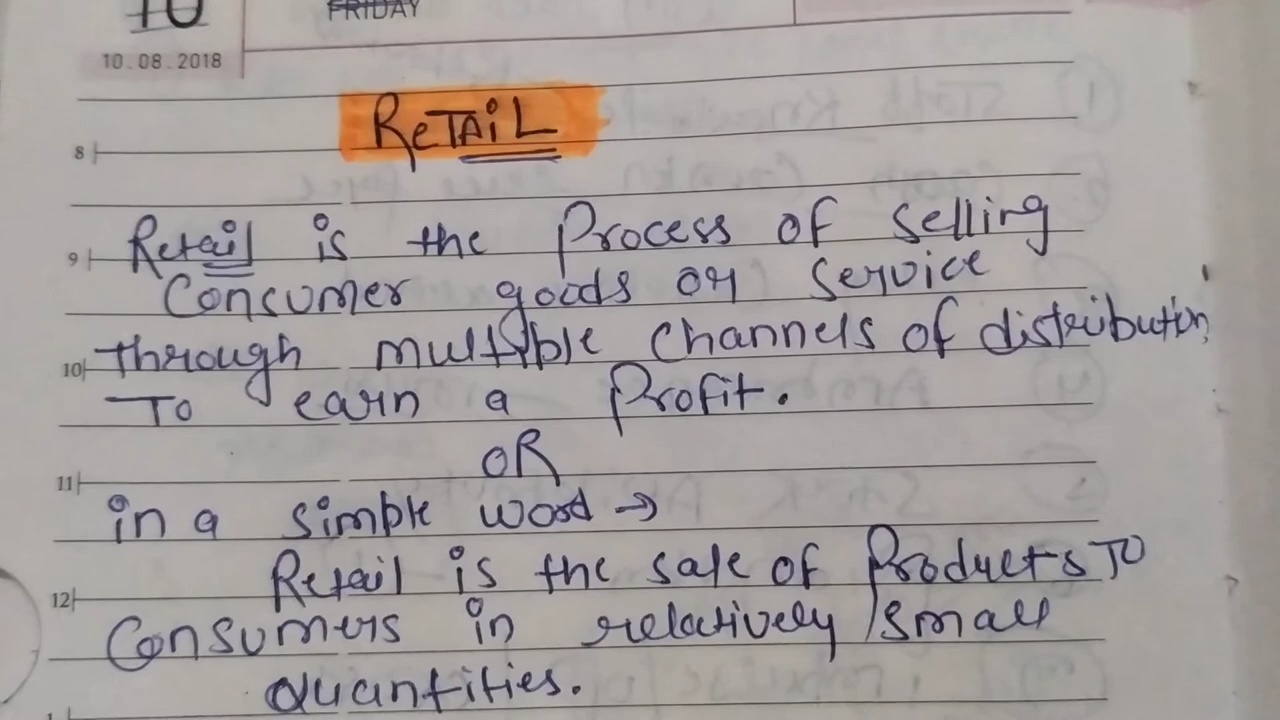 10
FRIDAY
10.08.2018
RETAIL
8
Retail is the Process of selling
9
Consumer goods or service
through multiple channels of distribution
10
To earn a Profit.
OR
11
in a simple word →
Retail is the sale of Products To
12
Consumers in relatively small
quantities.